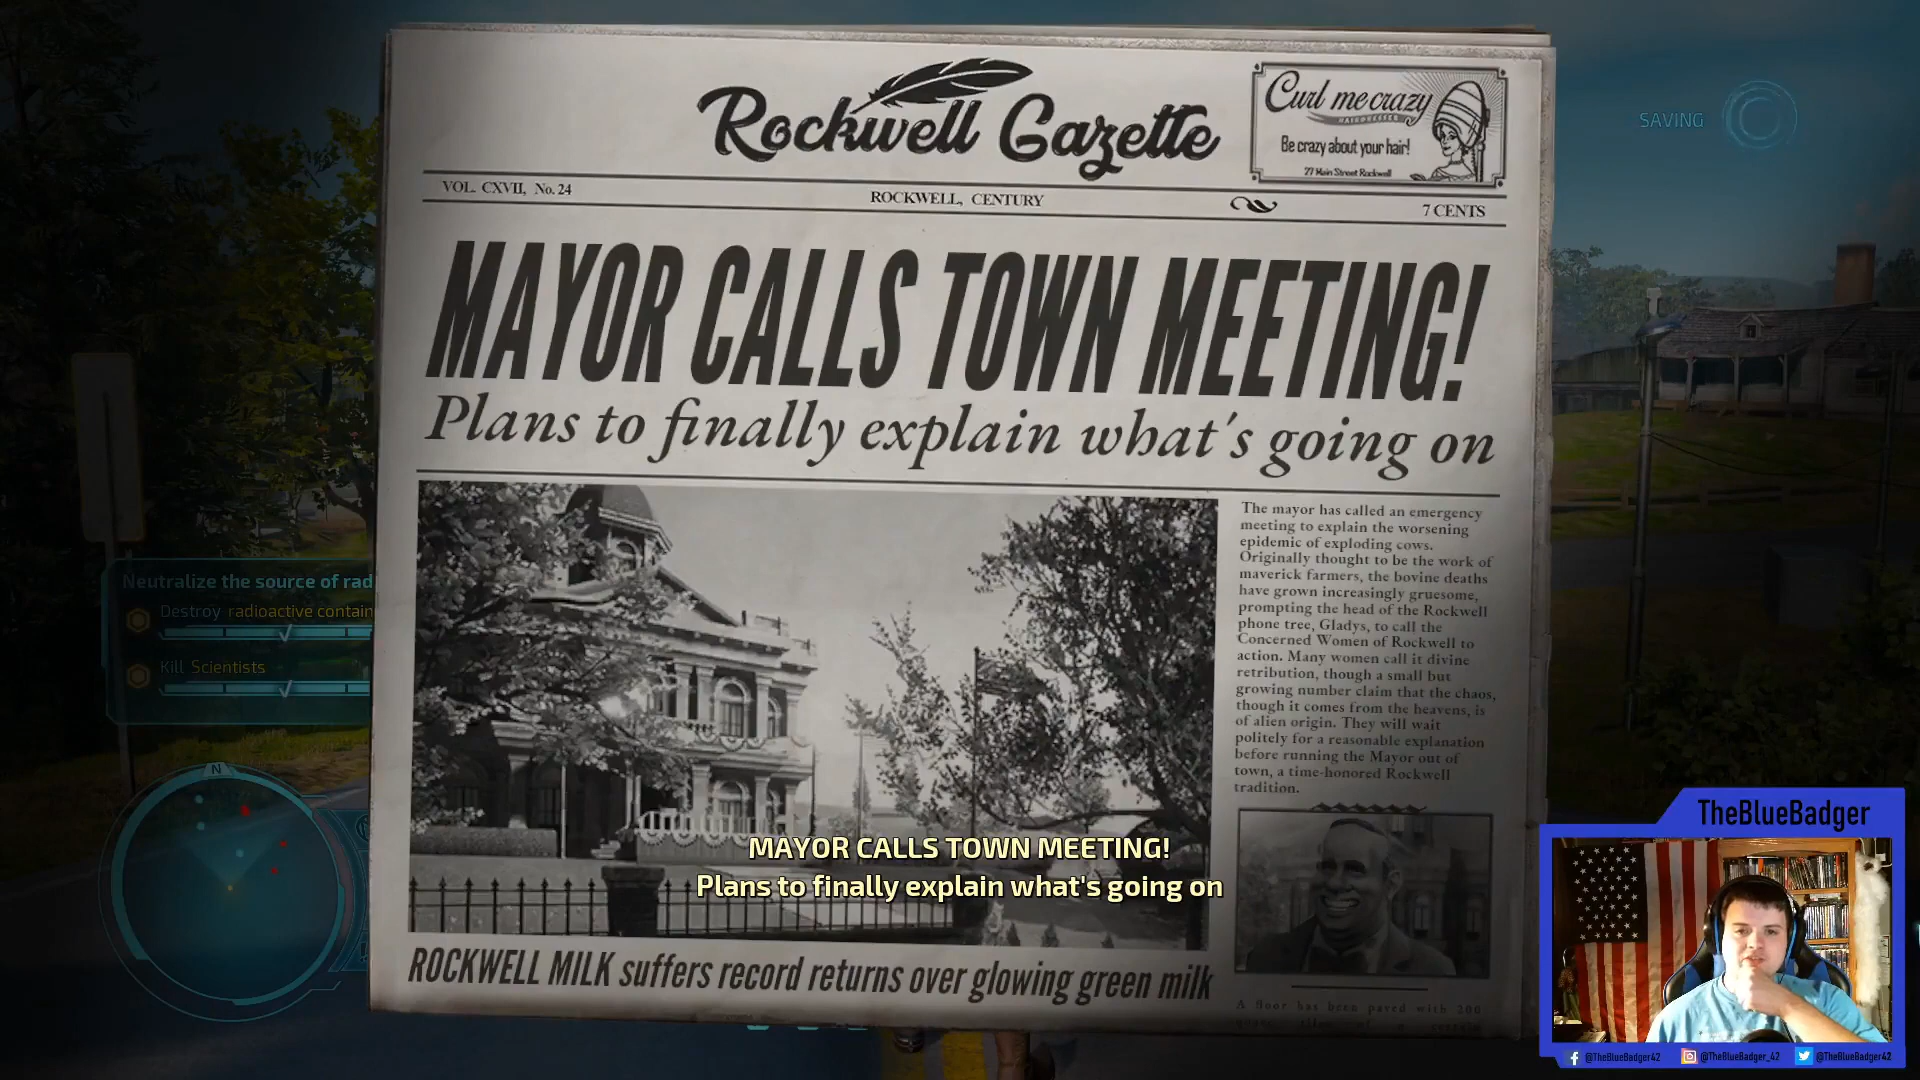 Rockwell Gazette
Curl me crazy
HAIRDRESSER
Be crazy about your hair!
27 Main Street Rockwell
SAVING
VOL. CXVII, No. 24
ROCKWELL, CENTURY
7 CENTS
MAYOR CALLS TOWN MEETING!
Plans to finally explain what's going on
The mayor has called an emergency
meeting to explain the worsening
epidemic of exploding cows.
Originally thought to be the work of
maverick farmers, the bovine deaths
have grown increasingly gruesome,
prompting the head of the Rockwell
phone tree, Gladys, to call the
Concerned Women of Rockwell to
action. Many women call it divine
retribution, though a small but
growing number claim that the chaos,
though it comes from the heavens, is
of alien origin. They will wait
politely for a reasonable explanation
before running the Mayor out of
town, a time-honored Rockwell
tradition.
Neutralize the source of rad
Destroy radioactive contain
Kill Scientists
N
MAYOR CALLS TOWN MEETING!
Plans to finally explain what's going on
ROCKWELL MILK suffers record returns over glowing green milk
A floor has been paved with 200
TheBlueBadger
@TheBlueBadger42
@TheBlueBadger_42
@TheBlueBadger42